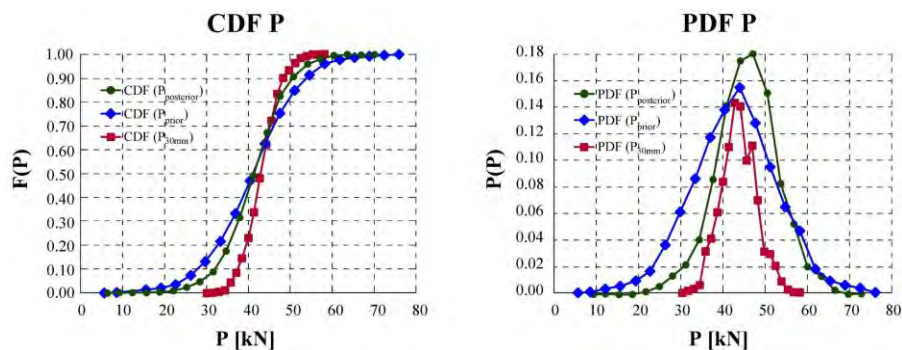 CDF P
F(P)
1.00
0.90
0.80
0.70
0.60
0.50
0.40
0.30
0.20
0.10
0.00
CDF (Pposterior)
CDF (Pprior)
CDF (P50mm)
0 10 20 30 40 50 60 70 80
P [kN]
PDF P
P(P)
0.18
0.16
0.14
0.12
0.10
0.08
0.06
0.04
0.02
0.00
PDF (Pposterior)
PDF (Pprior)
PDF (P50mm)
0 10 20 30 40 50 60 70 80
P [kN]